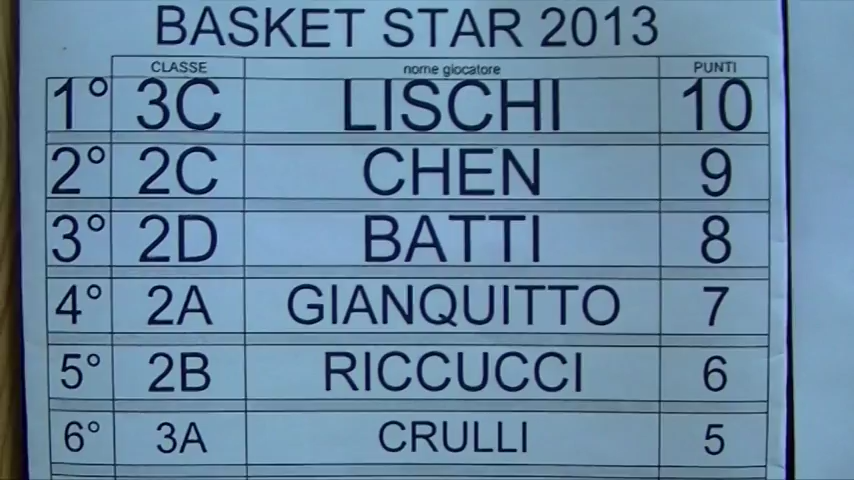 BASKET STAR 2013
CLASSE nome giocatore PUNTI
1° 3C LISCHI 10
2° 2C CHEN 9
3° 2D BATTI 8
4° 2A GIANQUITTO 7
5° 2B RICCUCCI 6
6° 3A CRULLI 5